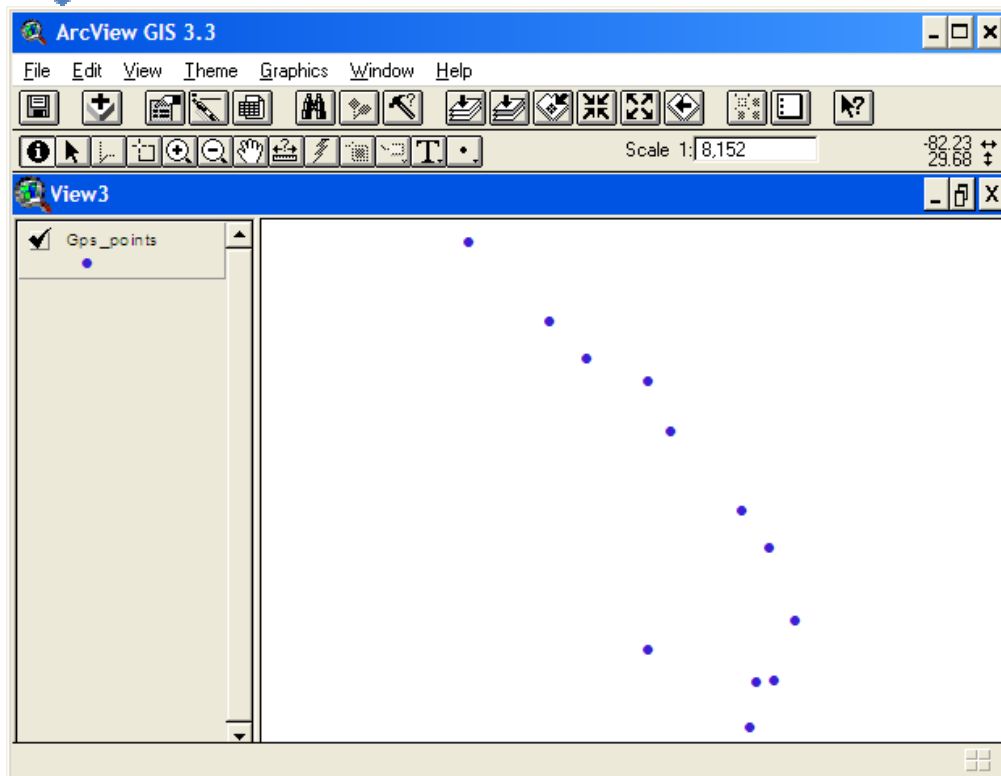 ArcView GIS 3.3
File Edit View Theme Graphics Window Help
T
Scale 1: 8,152
-82.23
29.68
View3
Gps_points